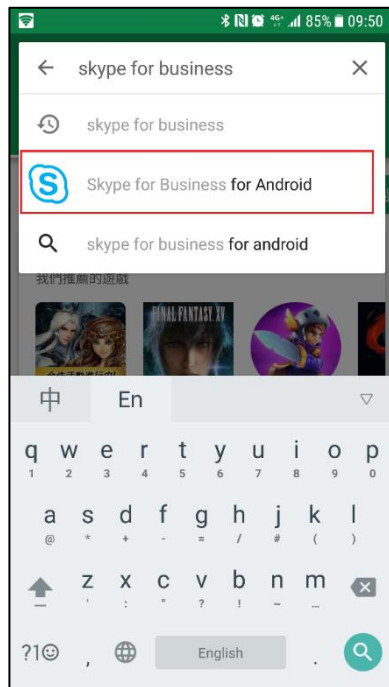 4G+ 85% 09:50
skype for business
skype for business
Skype for Business for Android
skype for business for android
我們推薦的遊戲
FINAL FANTASY XV
中 En
q w e r t y u i o p
1 2 3 4 5 6 7 8 9 0
a s d f g h j k l
@ * + - = / # ( )
z x c v b n m
' : " ? ! ~ …
?1☺ , English .